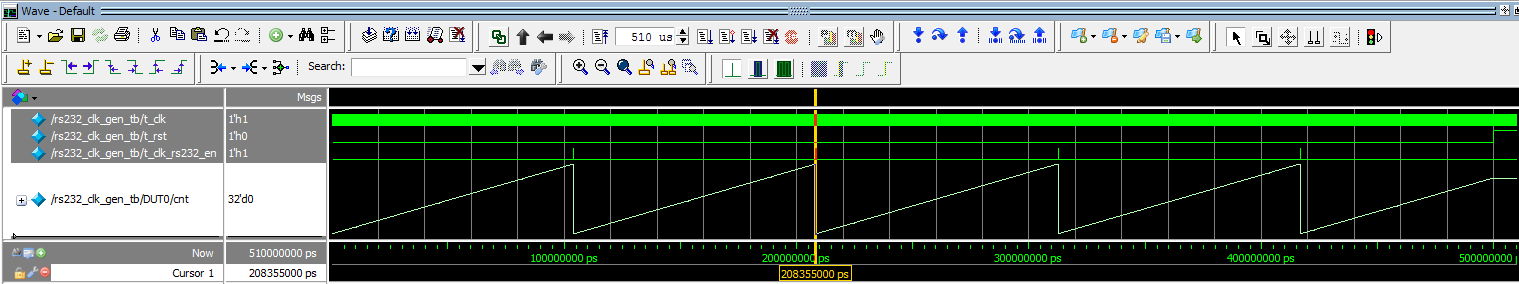 Wave - Default
510 us
Search:
Msgs
/rs232_clk_gen_tb/t_clk 1'h1
/rs232_clk_gen_tb/t_rst 1'h0
/rs232_clk_gen_tb/t_clk_rs232_en 1'h1
/rs232_clk_gen_tb/DUT0/cnt 32'd0
Now 510000000 ps 100000000 ps 200000000 ps 300000000 ps 400000000 ps 500000000
Cursor 1 208355000 ps 208355000 ps